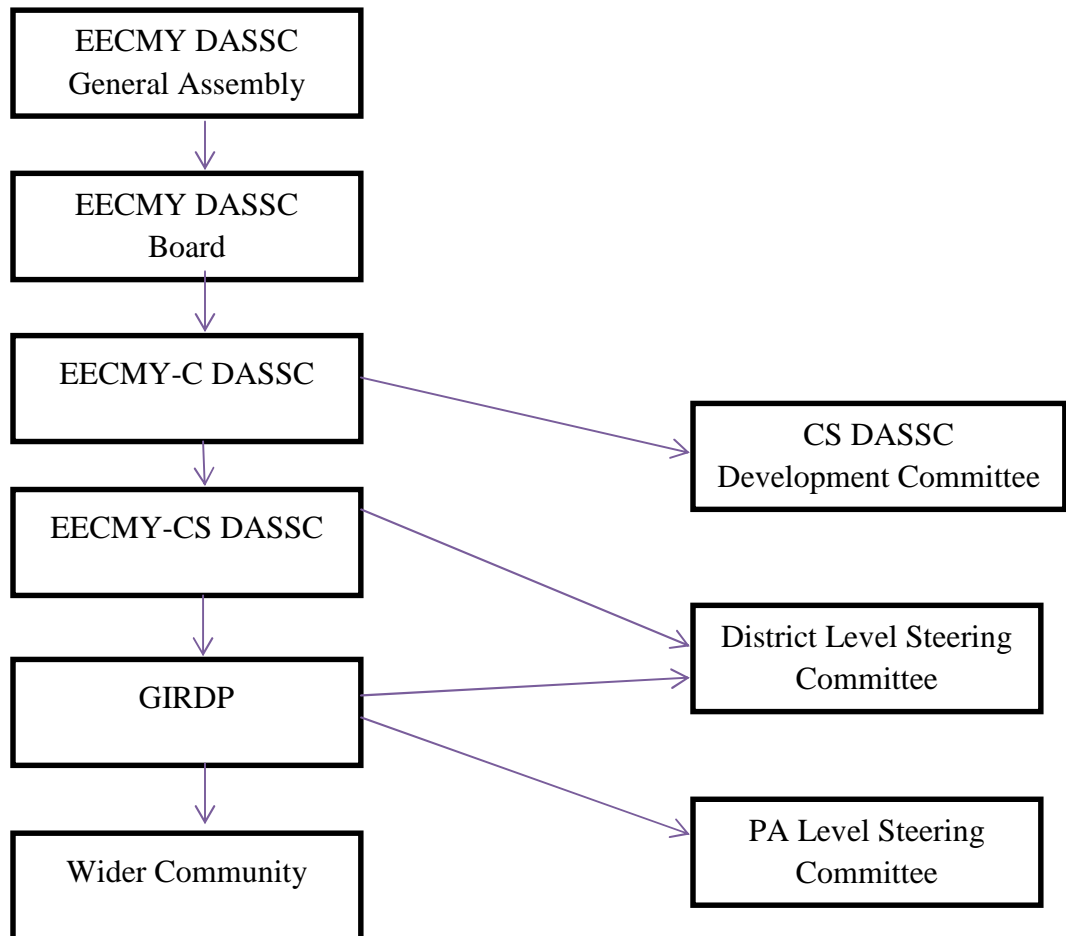 EECMY DASSC
General Assembly
EECMY DASSC
Board
EECMY-C DASSC
CS DASSC
Development Committee
EECMY-CS DASSC
District Level Steering
Committee
GIRDP
PA Level Steering
Committee
Wider Community